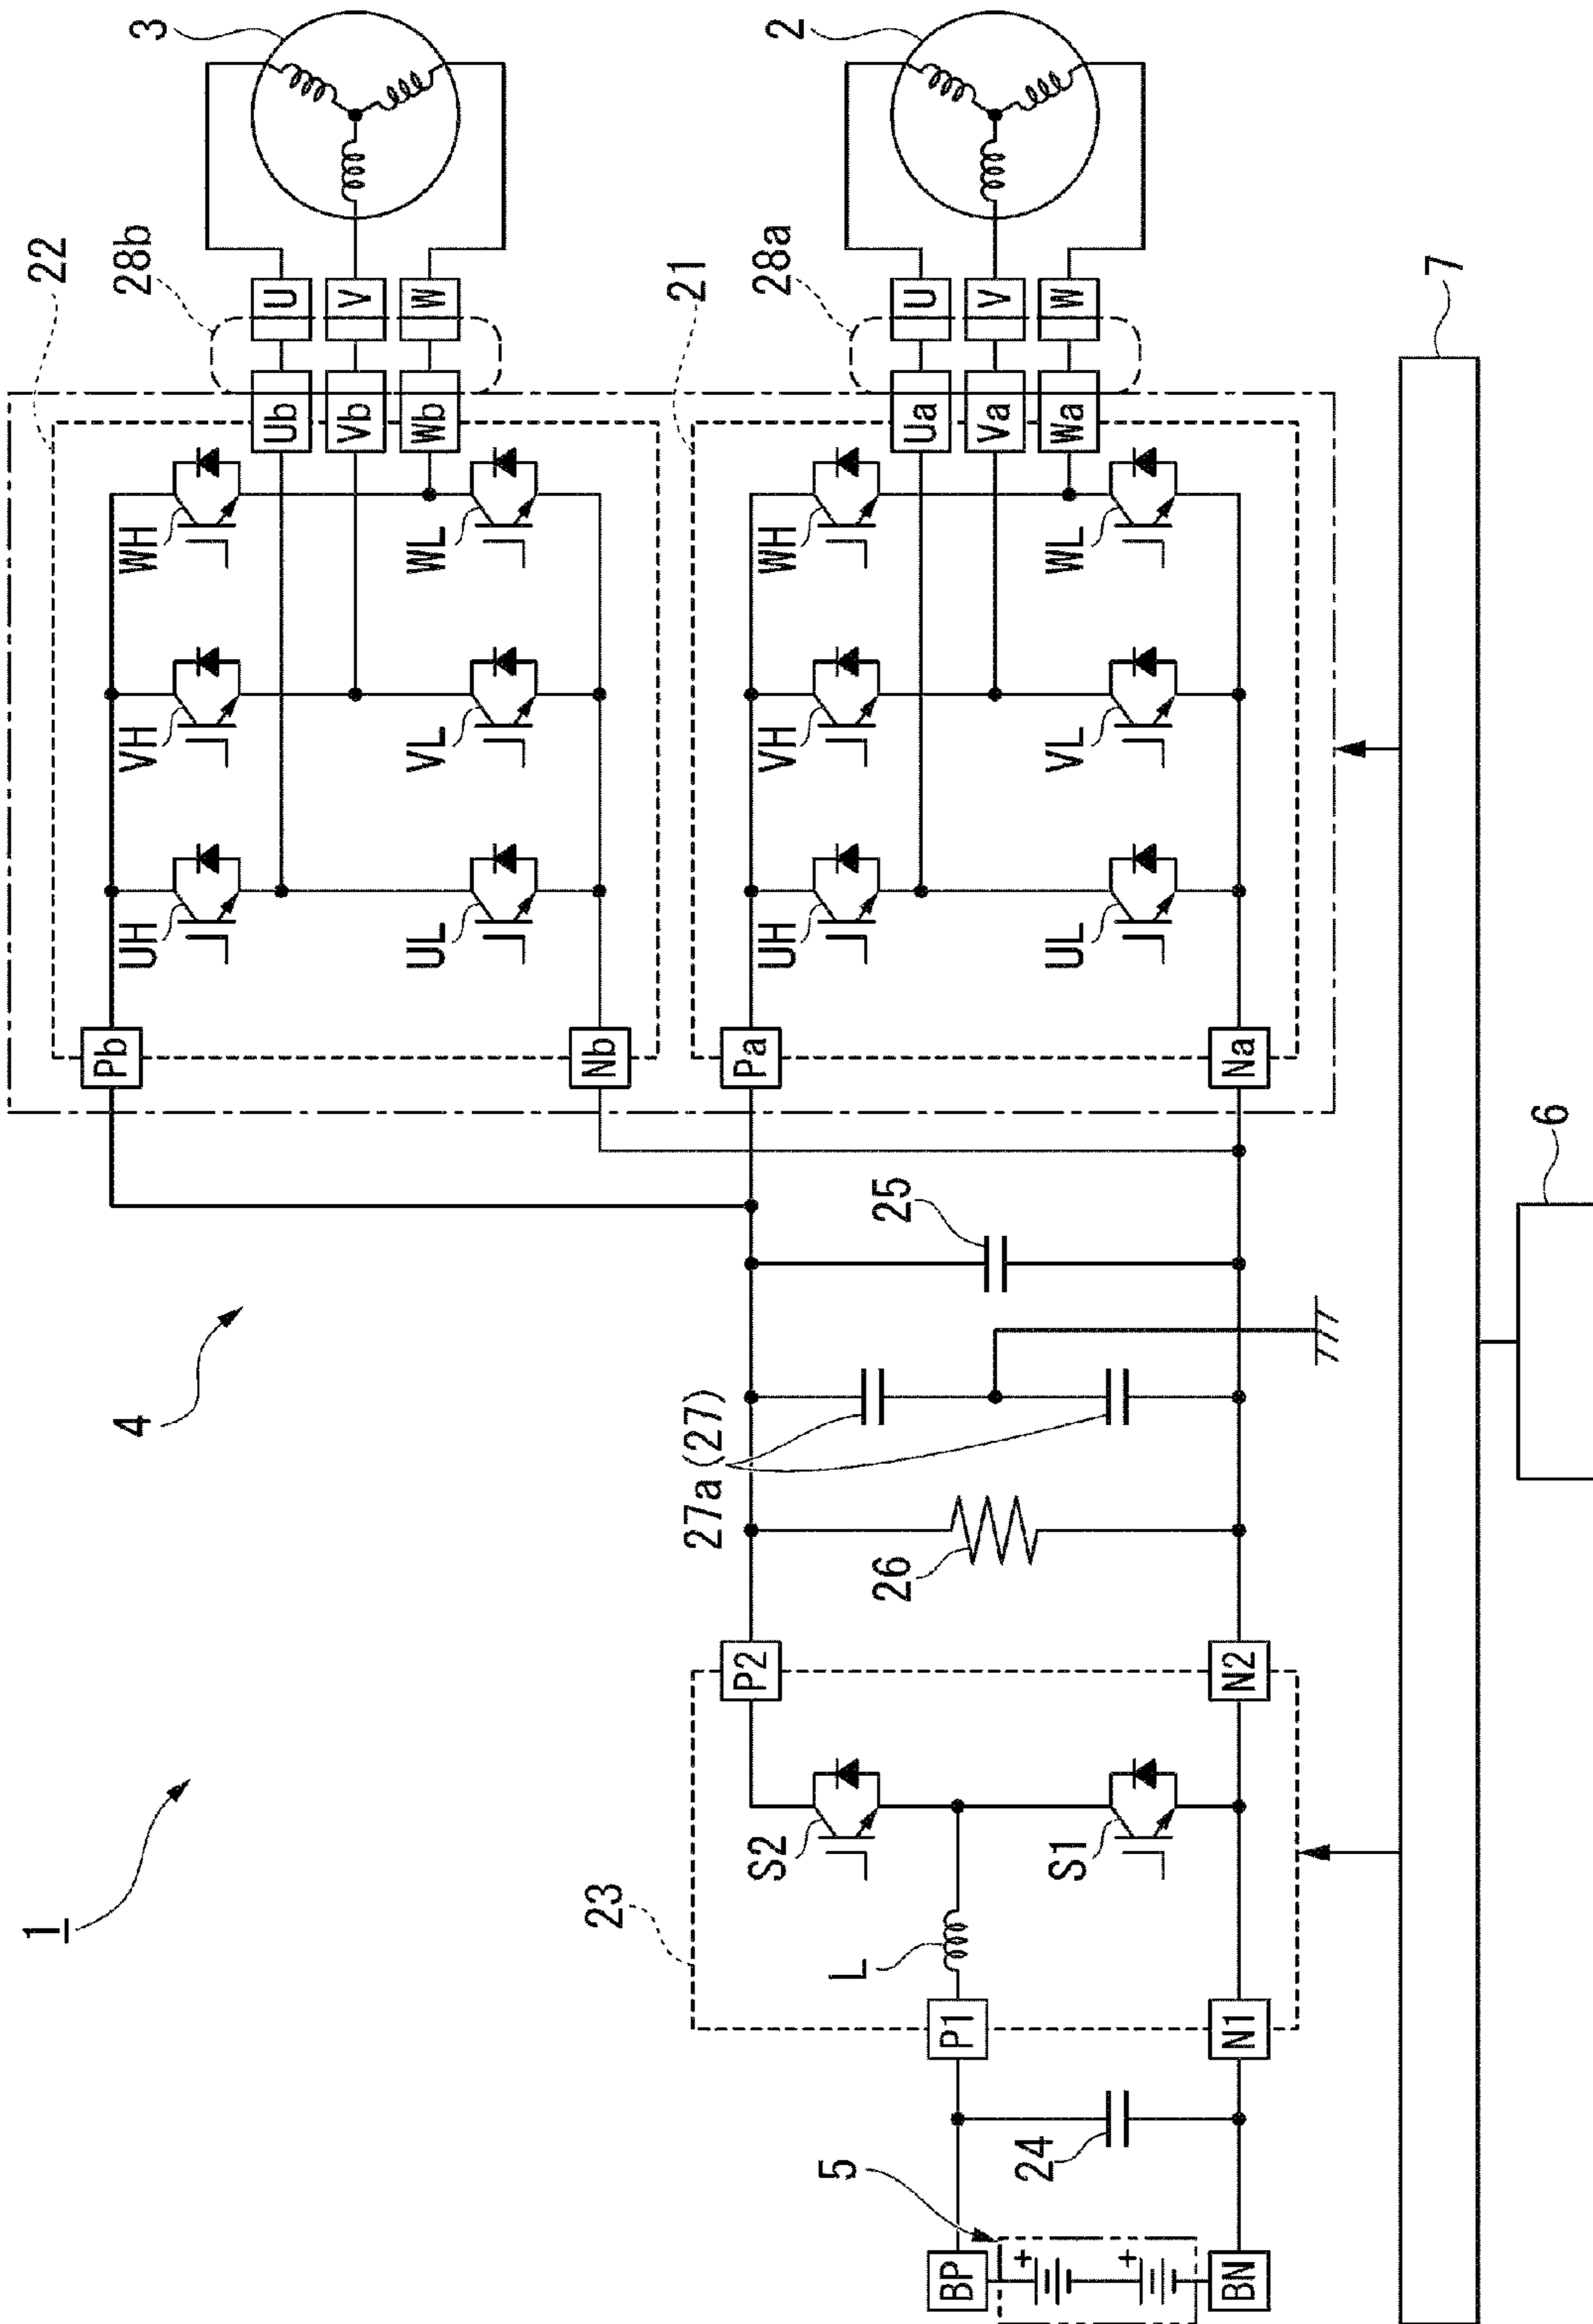 1
4
22
Pb
UH
VH
WH
Ub
28b
U
3
Vb
V
Wb
W
UL
VL
WL
Nb
23
P2
27a(27)
25
21
Pa
UH
VH
WH
Ua
28a
U
2
Va
V
Wa
W
S2
26
L
5
BP
P1
+
+
24
S1
UL
VL
WL
BN
N1
N2
Na
7
6